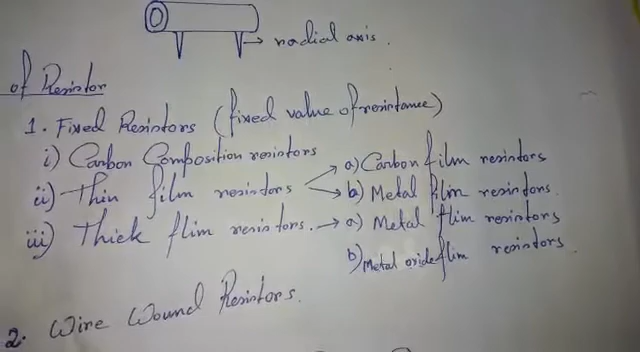 radial axis.
of Resistor
1. Fixed Resistors (fixed value of resistance)
i) Carbon Composition resistors
ii) Thin film resistors → a) Carbon film resistors
→ b) Metal film resistors.
iii) Thick flim resistors. → a) Metal flim resistors
b) Metal oxide flim resistors.
2. Wire Wound Resistors.